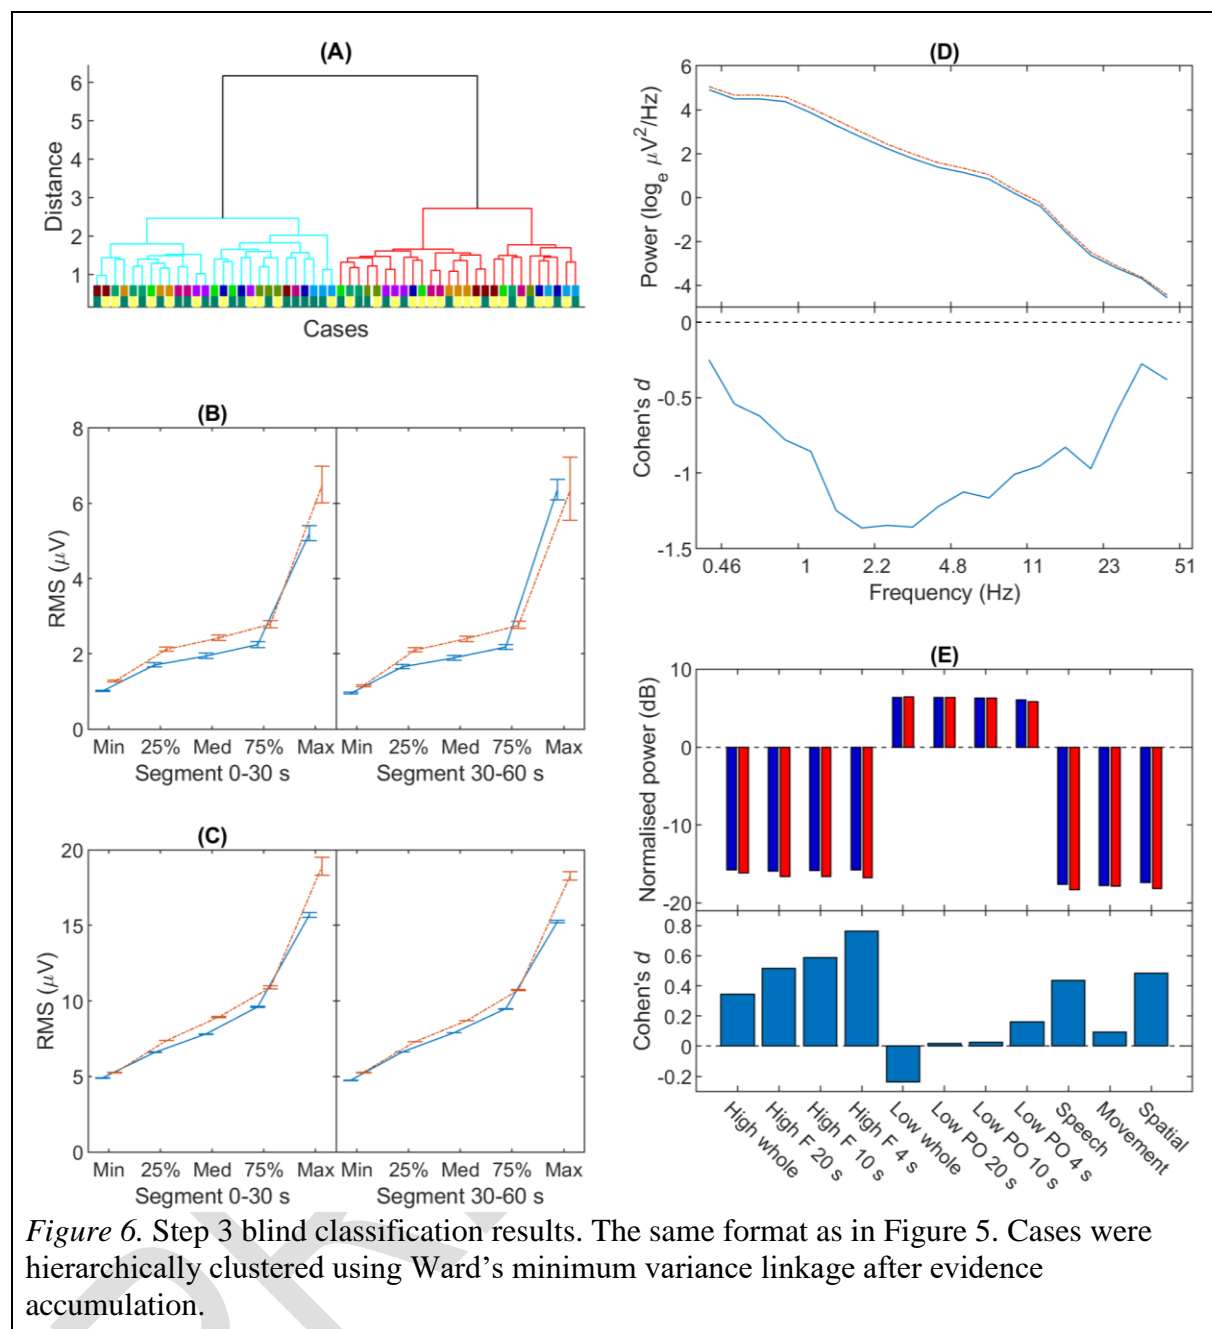 (A)
6
5
4
3
2
1
Distance
Cases
(B)
8
6
4
2
0
RMS (μV)
Min 25% Med 75% Max Min 25% Med 75% Max
Segment 0-30 s Segment 30-60 s
(C)
20
15
10
5
0
RMS (μV)
Min 25% Med 75% Max Min 25% Med 75% Max
Segment 0-30 s Segment 30-60 s
(D)
6
4
2
0
-2
-4
Power (logₑ μV²/Hz)
0
-0.5
-1
-1.5
Cohen's d
0.46 1 2.2 4.8 11 23 51
Frequency (Hz)
(E)
10
0
-10
-20
Normalised power (dB)
0.8
0.6
0.4
0.2
0
-0.2
Cohen's d
High whole
High F 20 s
High F 10 s
High F 4 s
Low whole
Low PO 20 s
Low PO 10 s
Low PO 4 s
Speech
Movement
Spatial
Figure 6. Step 3 blind classification results. The same format as in Figure 5. Cases were
hierarchically clustered using Ward's minimum variance linkage after evidence
accumulation.